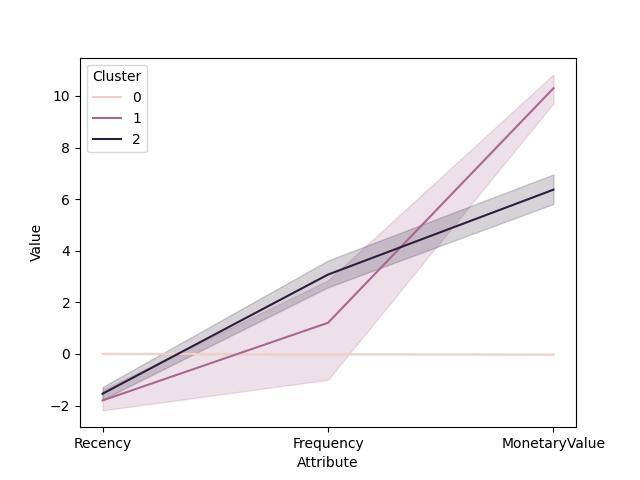 Cluster
0
1
2
10
8
6
4
2
0
−2
Value
Recency
Frequency
MonetaryValue
Attribute